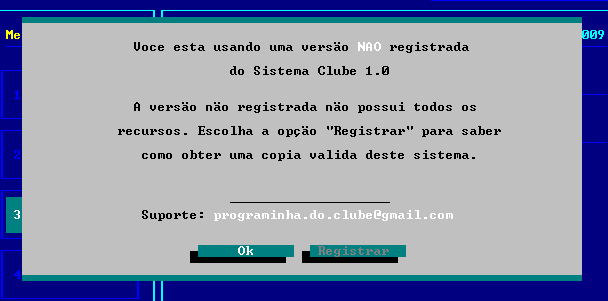 Me
009
Voce esta usando uma versão NAO registrada
do Sistema Clube 1.0
A versão não registrada não possui todos os
recursos. Escolha a opção "Registrar" para saber
como obter uma copia valida deste sistema.
1
2
3
4
Suporte: programinha.do.clube@gmail.com
Ok
Registrar